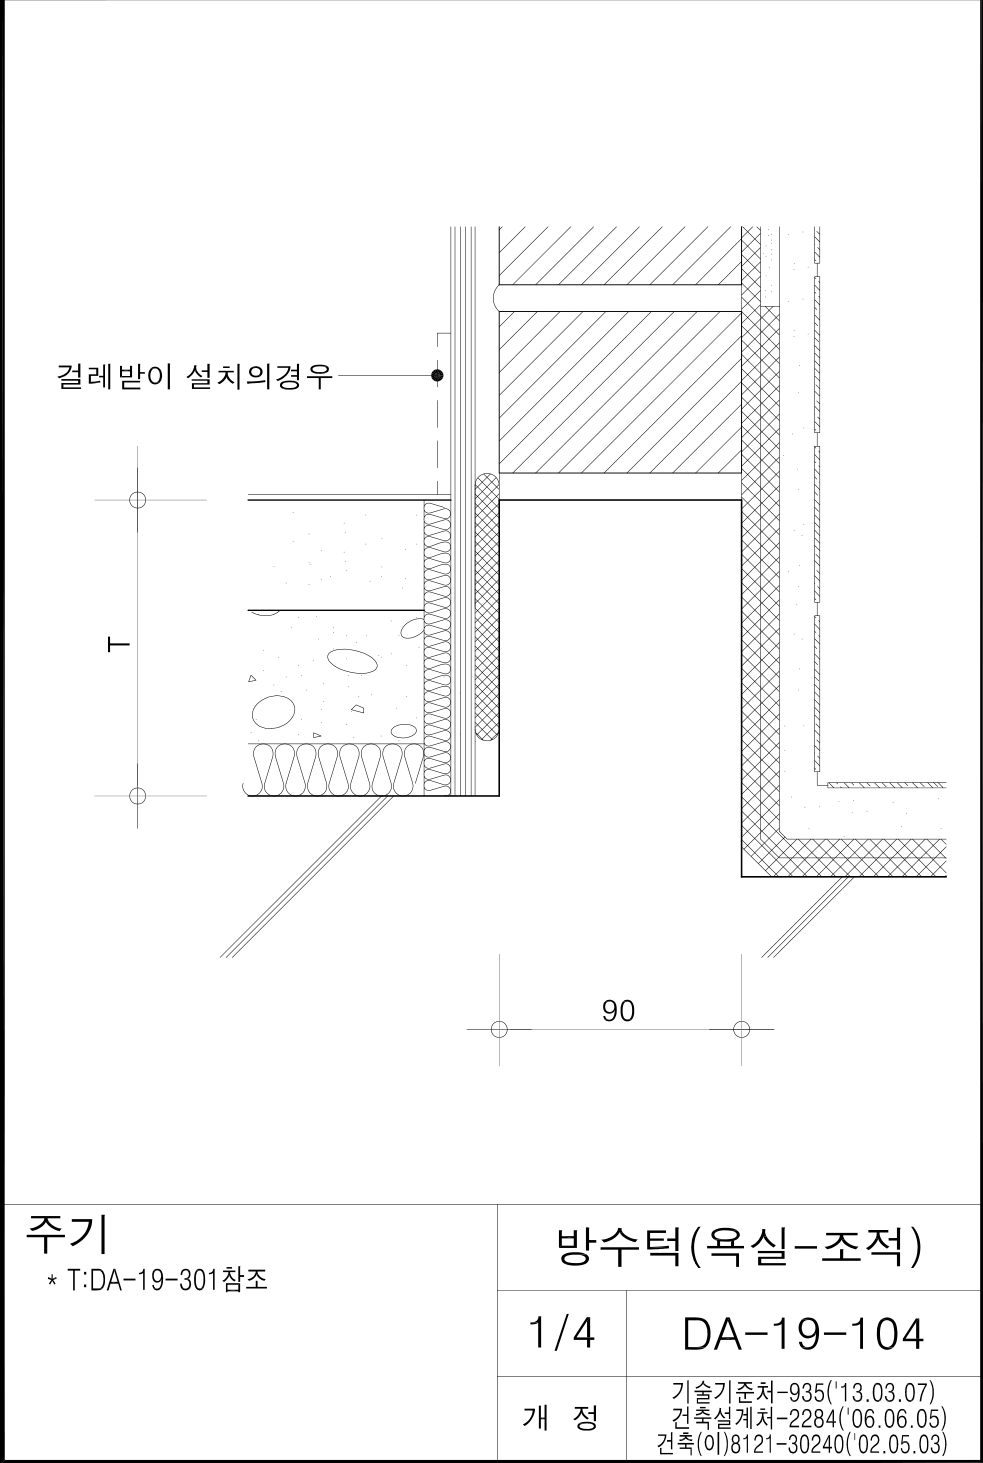 걸레받이 설치의경우
T
90
주기
* T:DA-19-301참조
방수턱(욕실-조적)
1/4
DA-19-104
개 정
기술기준처-935('13.03.07)
건축설계처-2284('06.06.05)
건축(이)8121-30240('02.05.03)